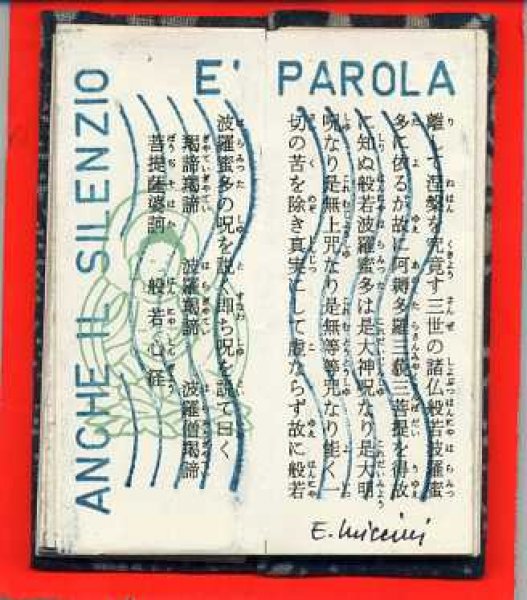 ANCHE IL SILENZIO
E' PAROLA
離して涅槃を究竟す三世の諸仏般若波羅蜜
多に依るが故に阿耨多羅三藐三菩提を得故
に知ぬ般若波羅蜜多は是大神呪なり是大明
呪なり是無上呪なり是無等等呪なり能く一
切の苦を除き真実にして虚ならず故に般若
波羅蜜多の呪を説く即ち呪を説て曰く
羯諦羯諦 波羅羯諦 波羅僧羯諦
菩提薩婆訶 般若心経
E. Miccini